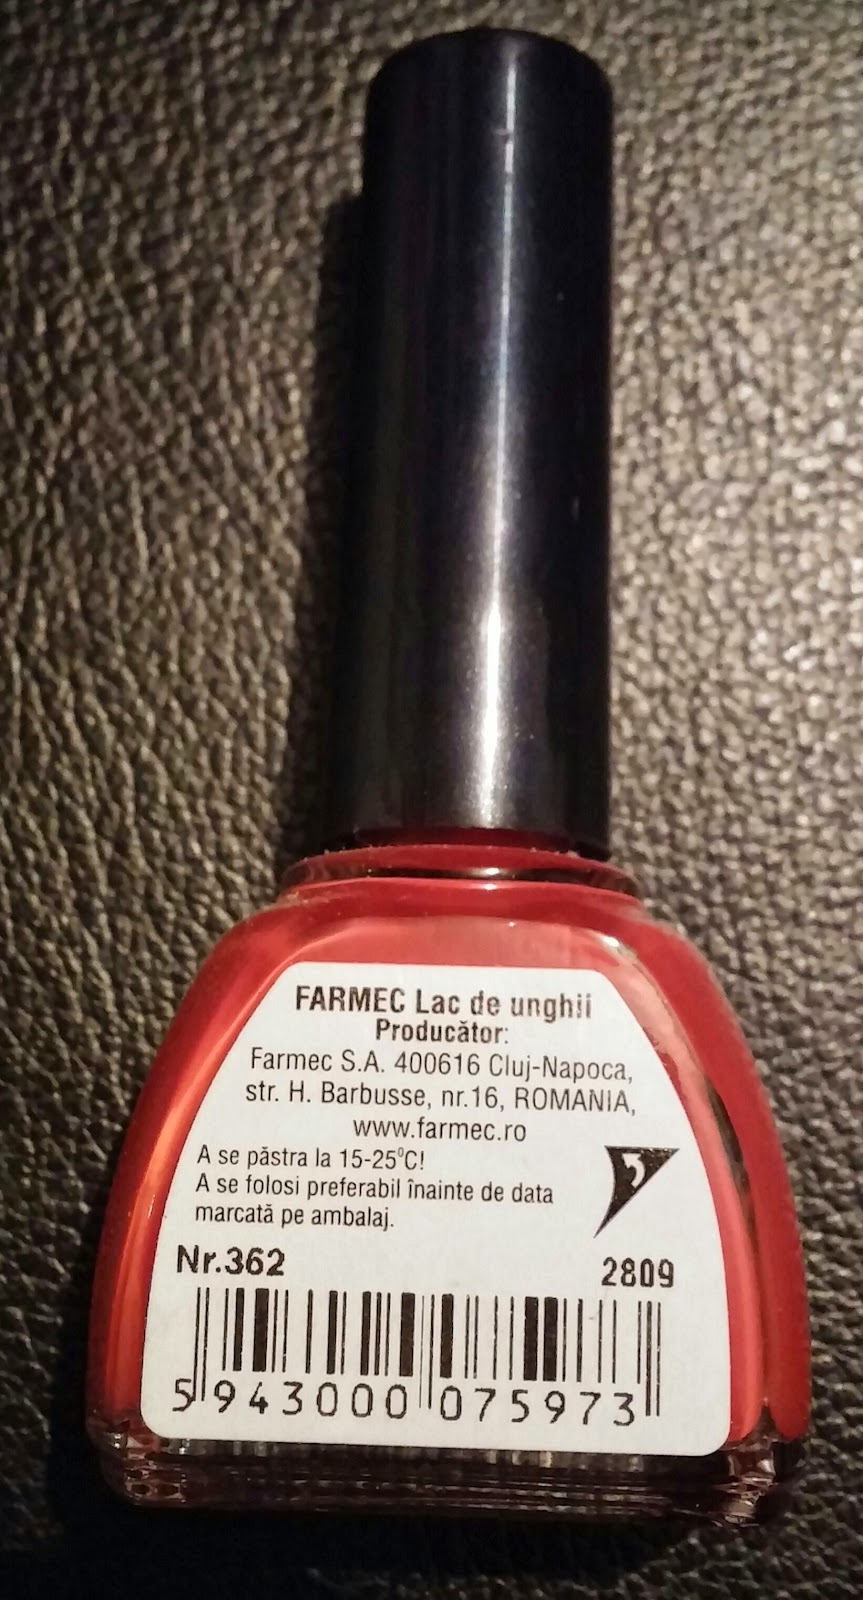 FARMEC Lac de unghii
Producător:
Farmec S.A. 400616 Cluj-Napoca,
str. H. Barbusse, nr.16, ROMANIA,
www.farmec.ro
A se păstra la 15-25⁰C!
A se folosi preferabil înainte de data
marcată pe ambalaj.
Nr.362
2809
5 943000 075973